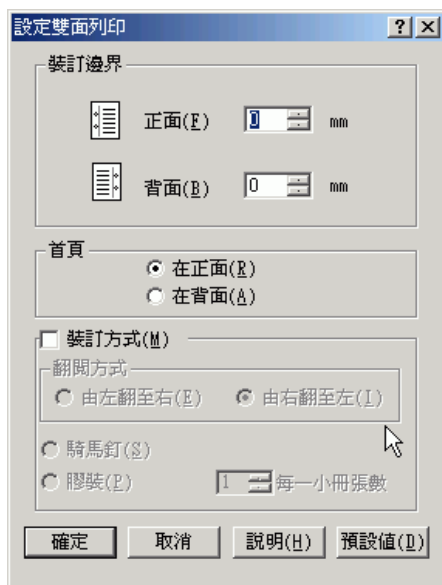 設定雙面列印
裝訂邊界
正面(F) 0 mm
背面(B) 0 mm
首頁
在正面(R)
在背面(A)
裝訂方式(M)
翻閱方式
由左翻至右(E) 由右翻至左(I)
騎馬釘(S)
膠裝(P) 1 每一小冊張數
確定 取消 說明(H) 預設值(D)